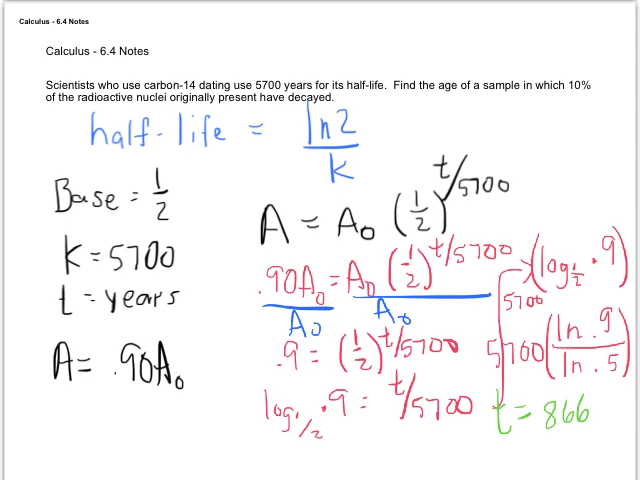 Calculus - 6.4 Notes
Calculus - 6.4 Notes
Scientists who use carbon-14 dating use 5700 years for its half-life.  Find the age of a sample in which 10%
of the radioactive nuclei originally present have decayed.
half-life = ln2/k
Base = 1/2
k = 5700
t = years
A = .90A₀
A = A₀ (1/2)^t/5700
.90A₀ = A₀ (1/2)^t/5700
A₀ A₀
.9 = (1/2)^t/5700
log₁/₂ .9 = t/5700
5700 (log₁/₂ .9)
5700 (ln .9/ln .5)
t = 866